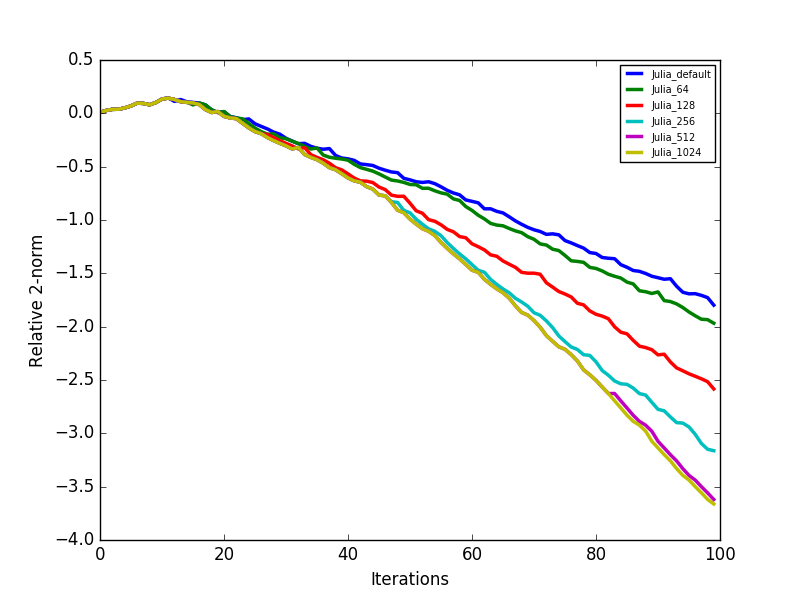 0.5
0.0
−0.5
−1.0
−1.5
−2.0
−2.5
−3.0
−3.5
−4.0
Relative 2-norm
0 20 40 60 80 100
Iterations
Julia_default
Julia_64
Julia_128
Julia_256
Julia_512
Julia_1024